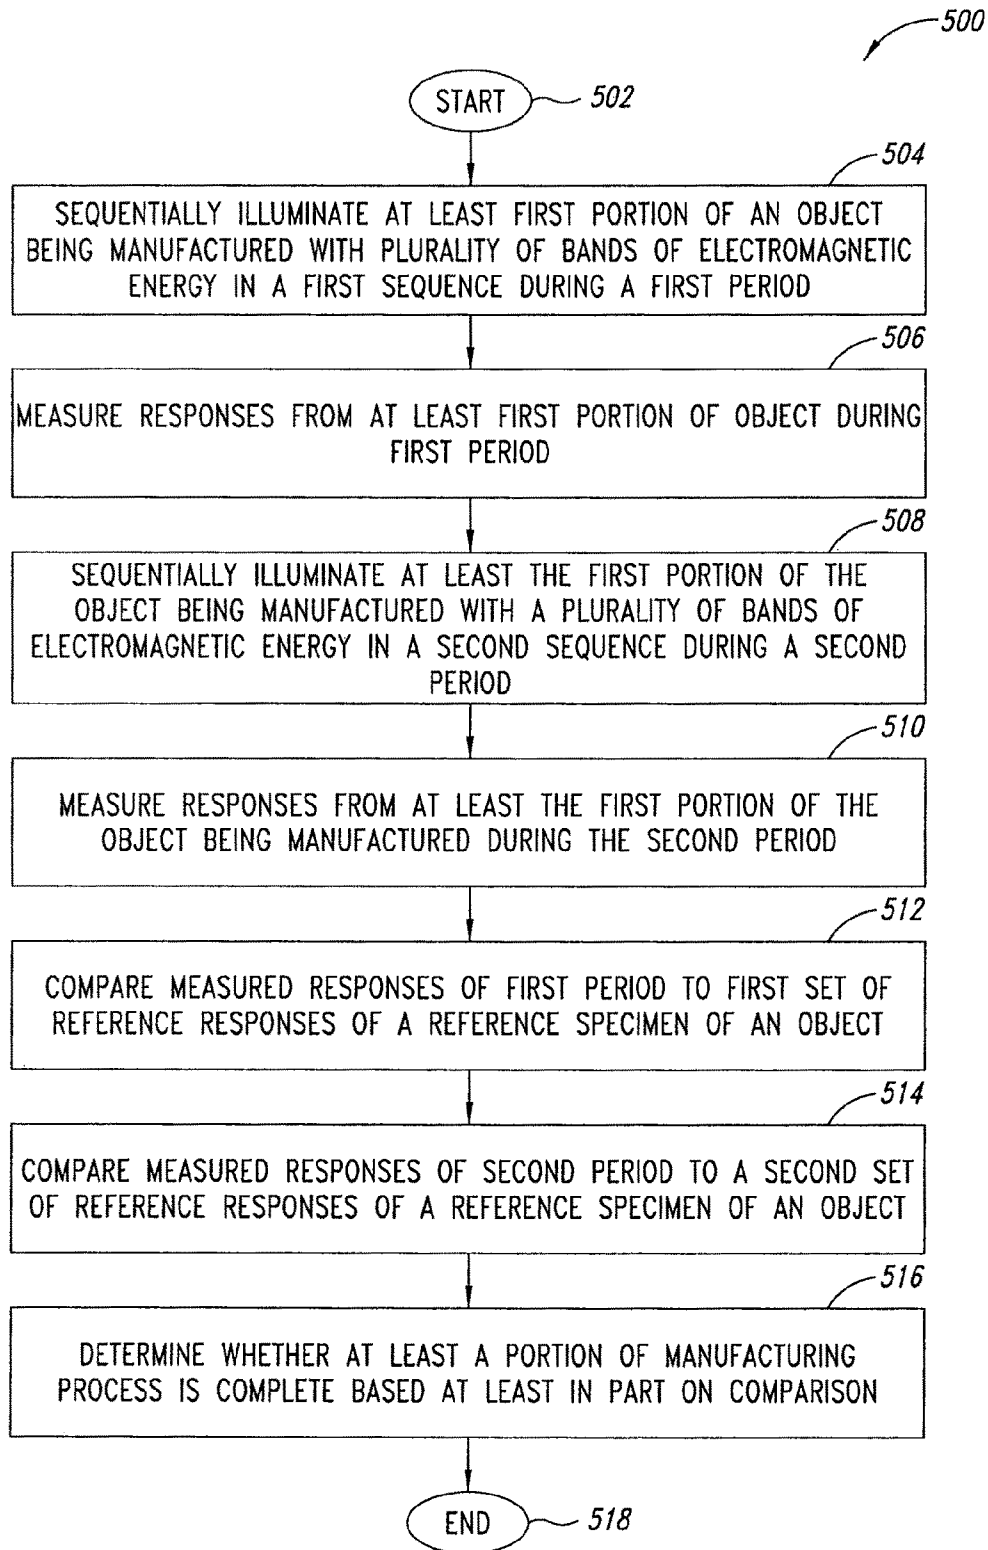 500
START
502
504
SEQUENTIALLY ILLUMINATE AT LEAST FIRST PORTION OF AN OBJECT
BEING MANUFACTURED WITH PLURALITY OF BANDS OF ELECTROMAGNETIC
ENERGY IN A FIRST SEQUENCE DURING A FIRST PERIOD
506
MEASURE RESPONSES FROM AT LEAST FIRST PORTION OF OBJECT DURING
FIRST PERIOD
508
SEQUENTIALLY ILLUMINATE AT LEAST THE FIRST PORTION OF THE
OBJECT BEING MANUFACTURED WITH A PLURALITY OF BANDS OF
ELECTROMAGNETIC ENERGY IN A SECOND SEQUENCE DURING A SECOND
PERIOD
510
MEASURE RESPONSES FROM AT LEAST THE FIRST PORTION OF THE
OBJECT BEING MANUFACTURED DURING THE SECOND PERIOD
512
COMPARE MEASURED RESPONSES OF FIRST PERIOD TO FIRST SET OF
REFERENCE RESPONSES OF A REFERENCE SPECIMEN OF AN OBJECT
514
COMPARE MEASURED RESPONSES OF SECOND PERIOD TO A SECOND SET
OF REFERENCE RESPONSES OF A REFERENCE SPECIMEN OF AN OBJECT
516
DETERMINE WHETHER AT LEAST A PORTION OF MANUFACTURING
PROCESS IS COMPLETE BASED AT LEAST IN PART ON COMPARISON
END
518